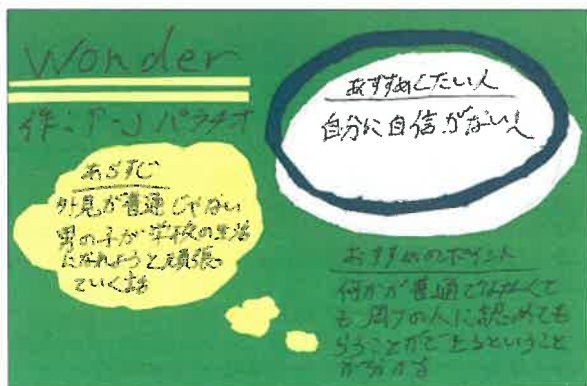 Wonder
作：R・J パラシオ
あらすじ
外見が普通じゃない
男の子が学校の生活
になれようと頑張っ
ていくまる
おすすめしたい人
自分に自信がない人
おすすめのポイント
何かが普通でなくて
も周りの人に認めても
らうことができるということ
が分かる